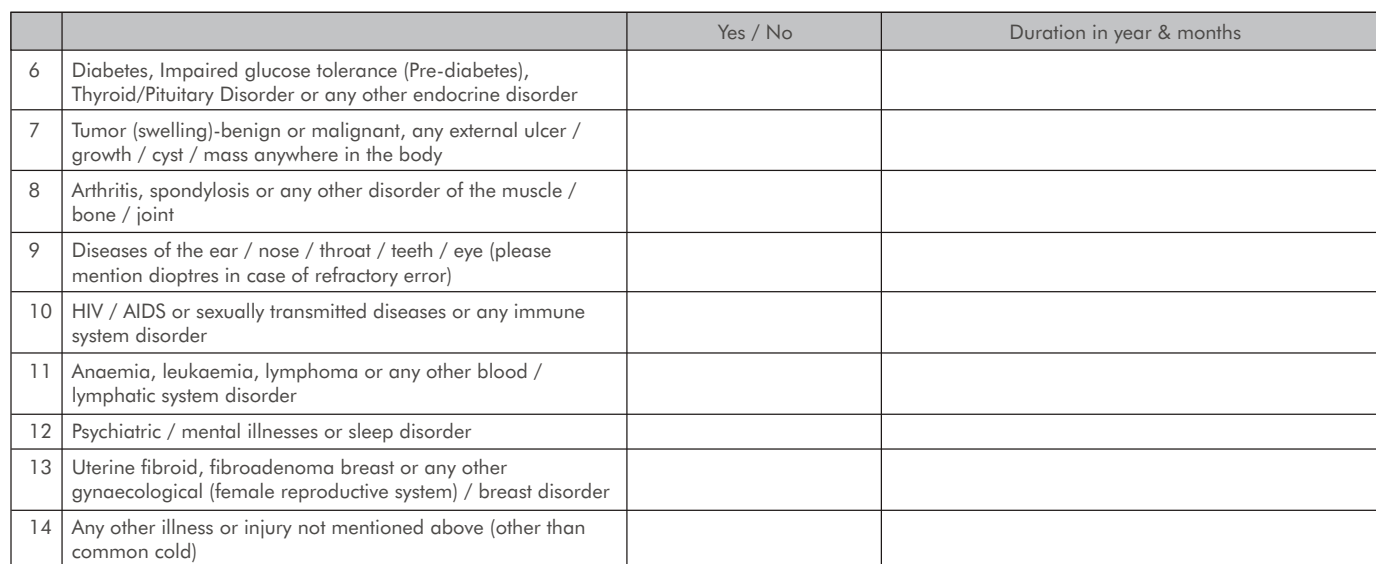 Yes / No Duration in year & months
6 Diabetes, Impaired glucose tolerance (Pre-diabetes),
Thyroid/Pituitary Disorder or any other endocrine disorder
7 Tumor (swelling)-benign or malignant, any external ulcer /
growth / cyst / mass anywhere in the body
8 Arthritis, spondylosis or any other disorder of the muscle /
bone / joint
9 Diseases of the ear / nose / throat / teeth / eye (please
mention dioptres in case of refractory error)
10 HIV / AIDS or sexually transmitted diseases or any immune
system disorder
11 Anaemia, leukaemia, lymphoma or any other blood /
lymphatic system disorder
12 Psychiatric / mental illnesses or sleep disorder
13 Uterine fibroid, fibroadenoma breast or any other
gynaecological (female reproductive system) / breast disorder
14 Any other illness or injury not mentioned above (other than
common cold)